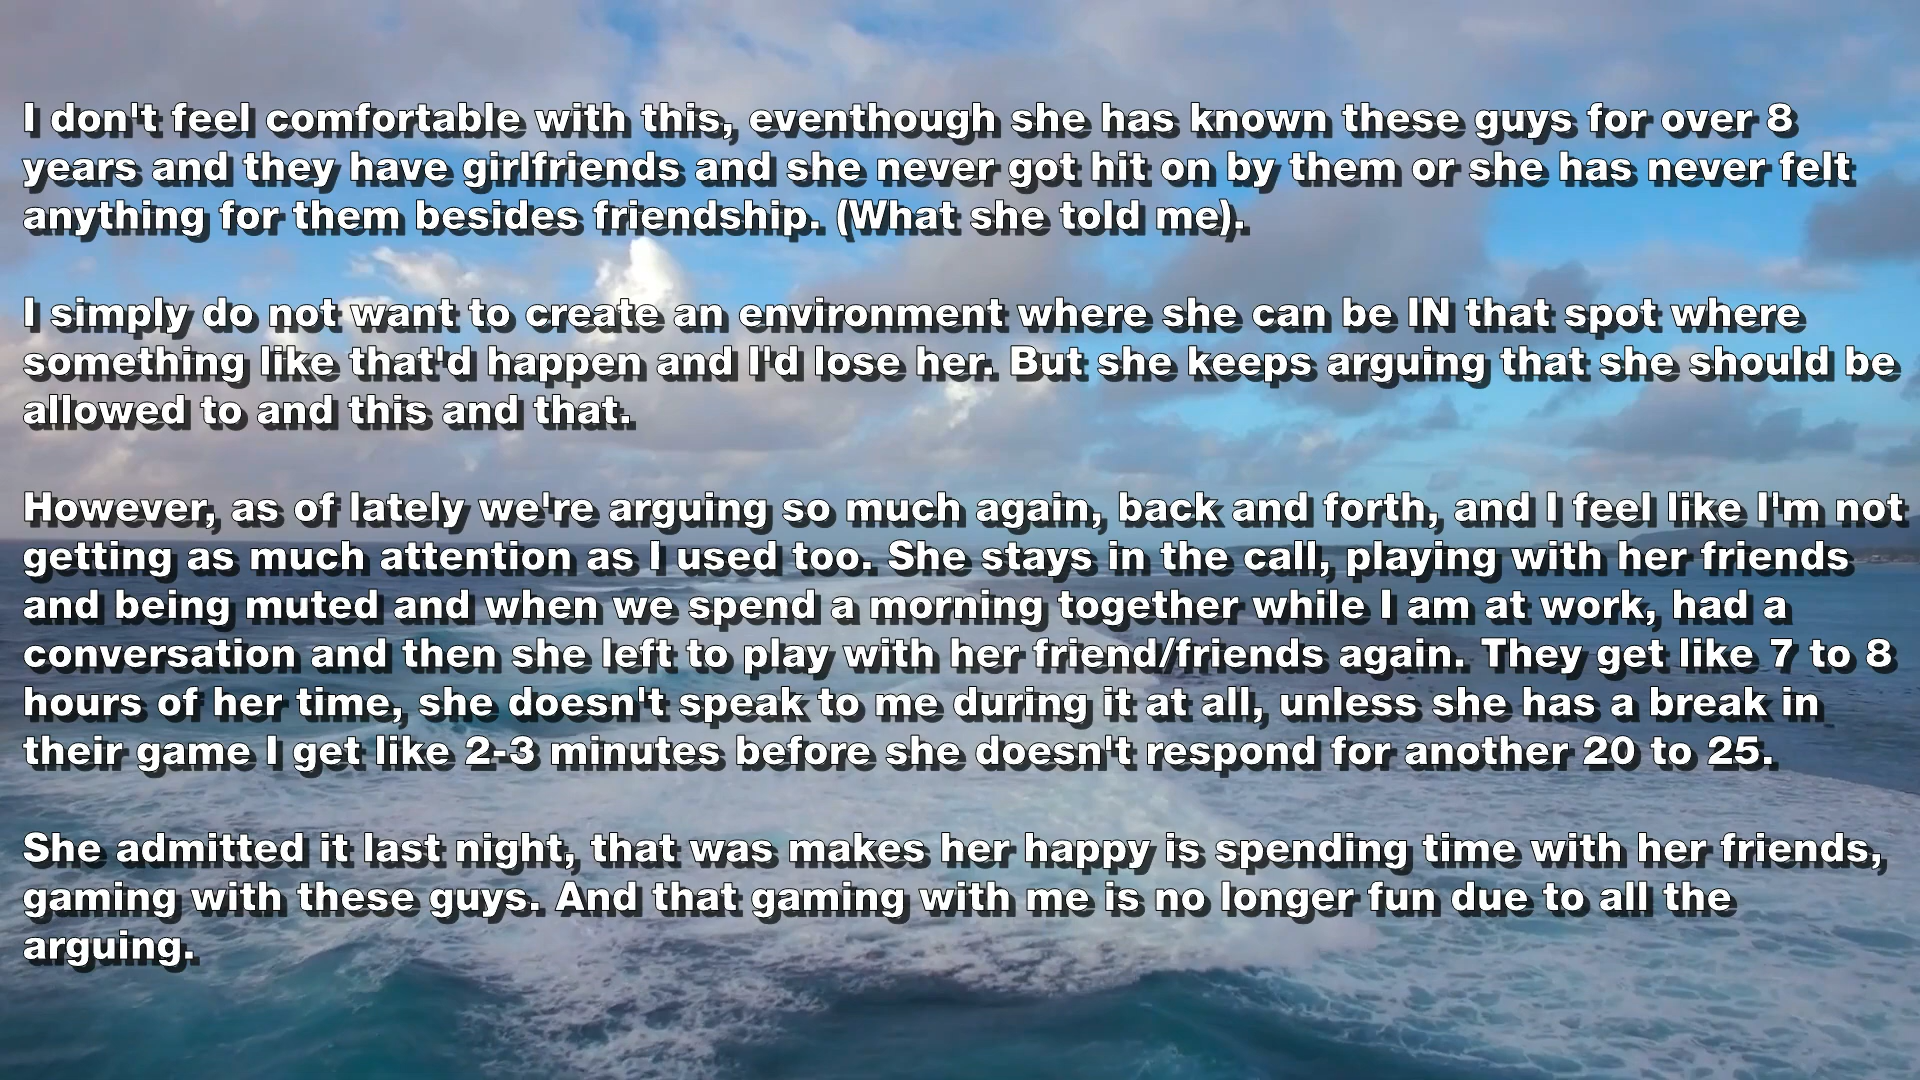 I don't feel comfortable with this, eventhough she has known these guys for over 8
years and they have girlfriends and she never got hit on by them or she has never felt
anything for them besides friendship. (What she told me).
I simply do not want to create an environment where she can be IN that spot where
something like that'd happen and I'd lose her. But she keeps arguing that she should be
allowed to and this and that.
However, as of lately we're arguing so much again, back and forth, and I feel like I'm not
getting as much attention as I used too. She stays in the call, playing with her friends
and being muted and when we spend a morning together while I am at work, had a
conversation and then she left to play with her friend/friends again. They get like 7 to 8
hours of her time, she doesn't speak to me during it at all, unless she has a break in
their game I get like 2-3 minutes before she doesn't respond for another 20 to 25.
She admitted it last night, that was makes her happy is spending time with her friends,
gaming with these guys. And that gaming with me is no longer fun due to all the
arguing.